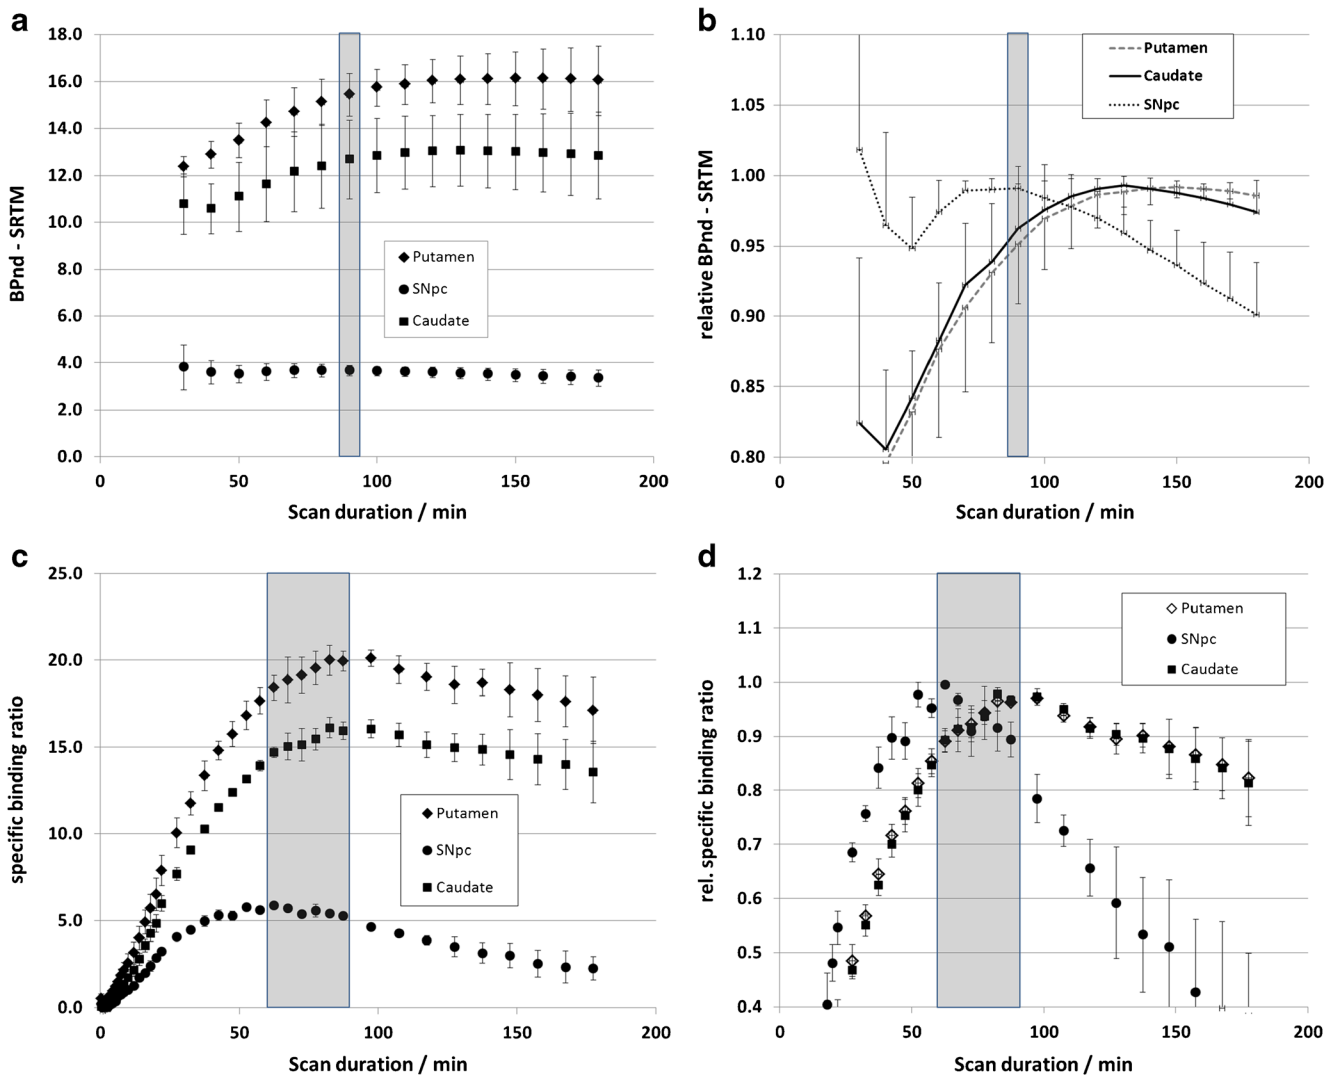 a
18.0
16.0
14.0
12.0
10.0
8.0
6.0
4.0
2.0
0.0
BPnd - SRTM
Putamen
SNpc
Caudate
0 50 100 150 200
Scan duration / min
b
1.10
1.05
1.00
0.95
0.90
0.85
0.80
relative BPnd - SRTM
Putamen
Caudate
SNpc
0 50 100 150 200
Scan duration / min
c
25.0
20.0
15.0
10.0
5.0
0.0
specific binding ratio
Putamen
SNpc
Caudate
0 50 100 150 200
Scan duration / min
d
1.2
1.1
1.0
0.9
0.8
0.7
0.6
0.5
0.4
rel. specific binding ratio
Putamen
SNpc
Caudate
0 50 100 150 200
Scan duration / min